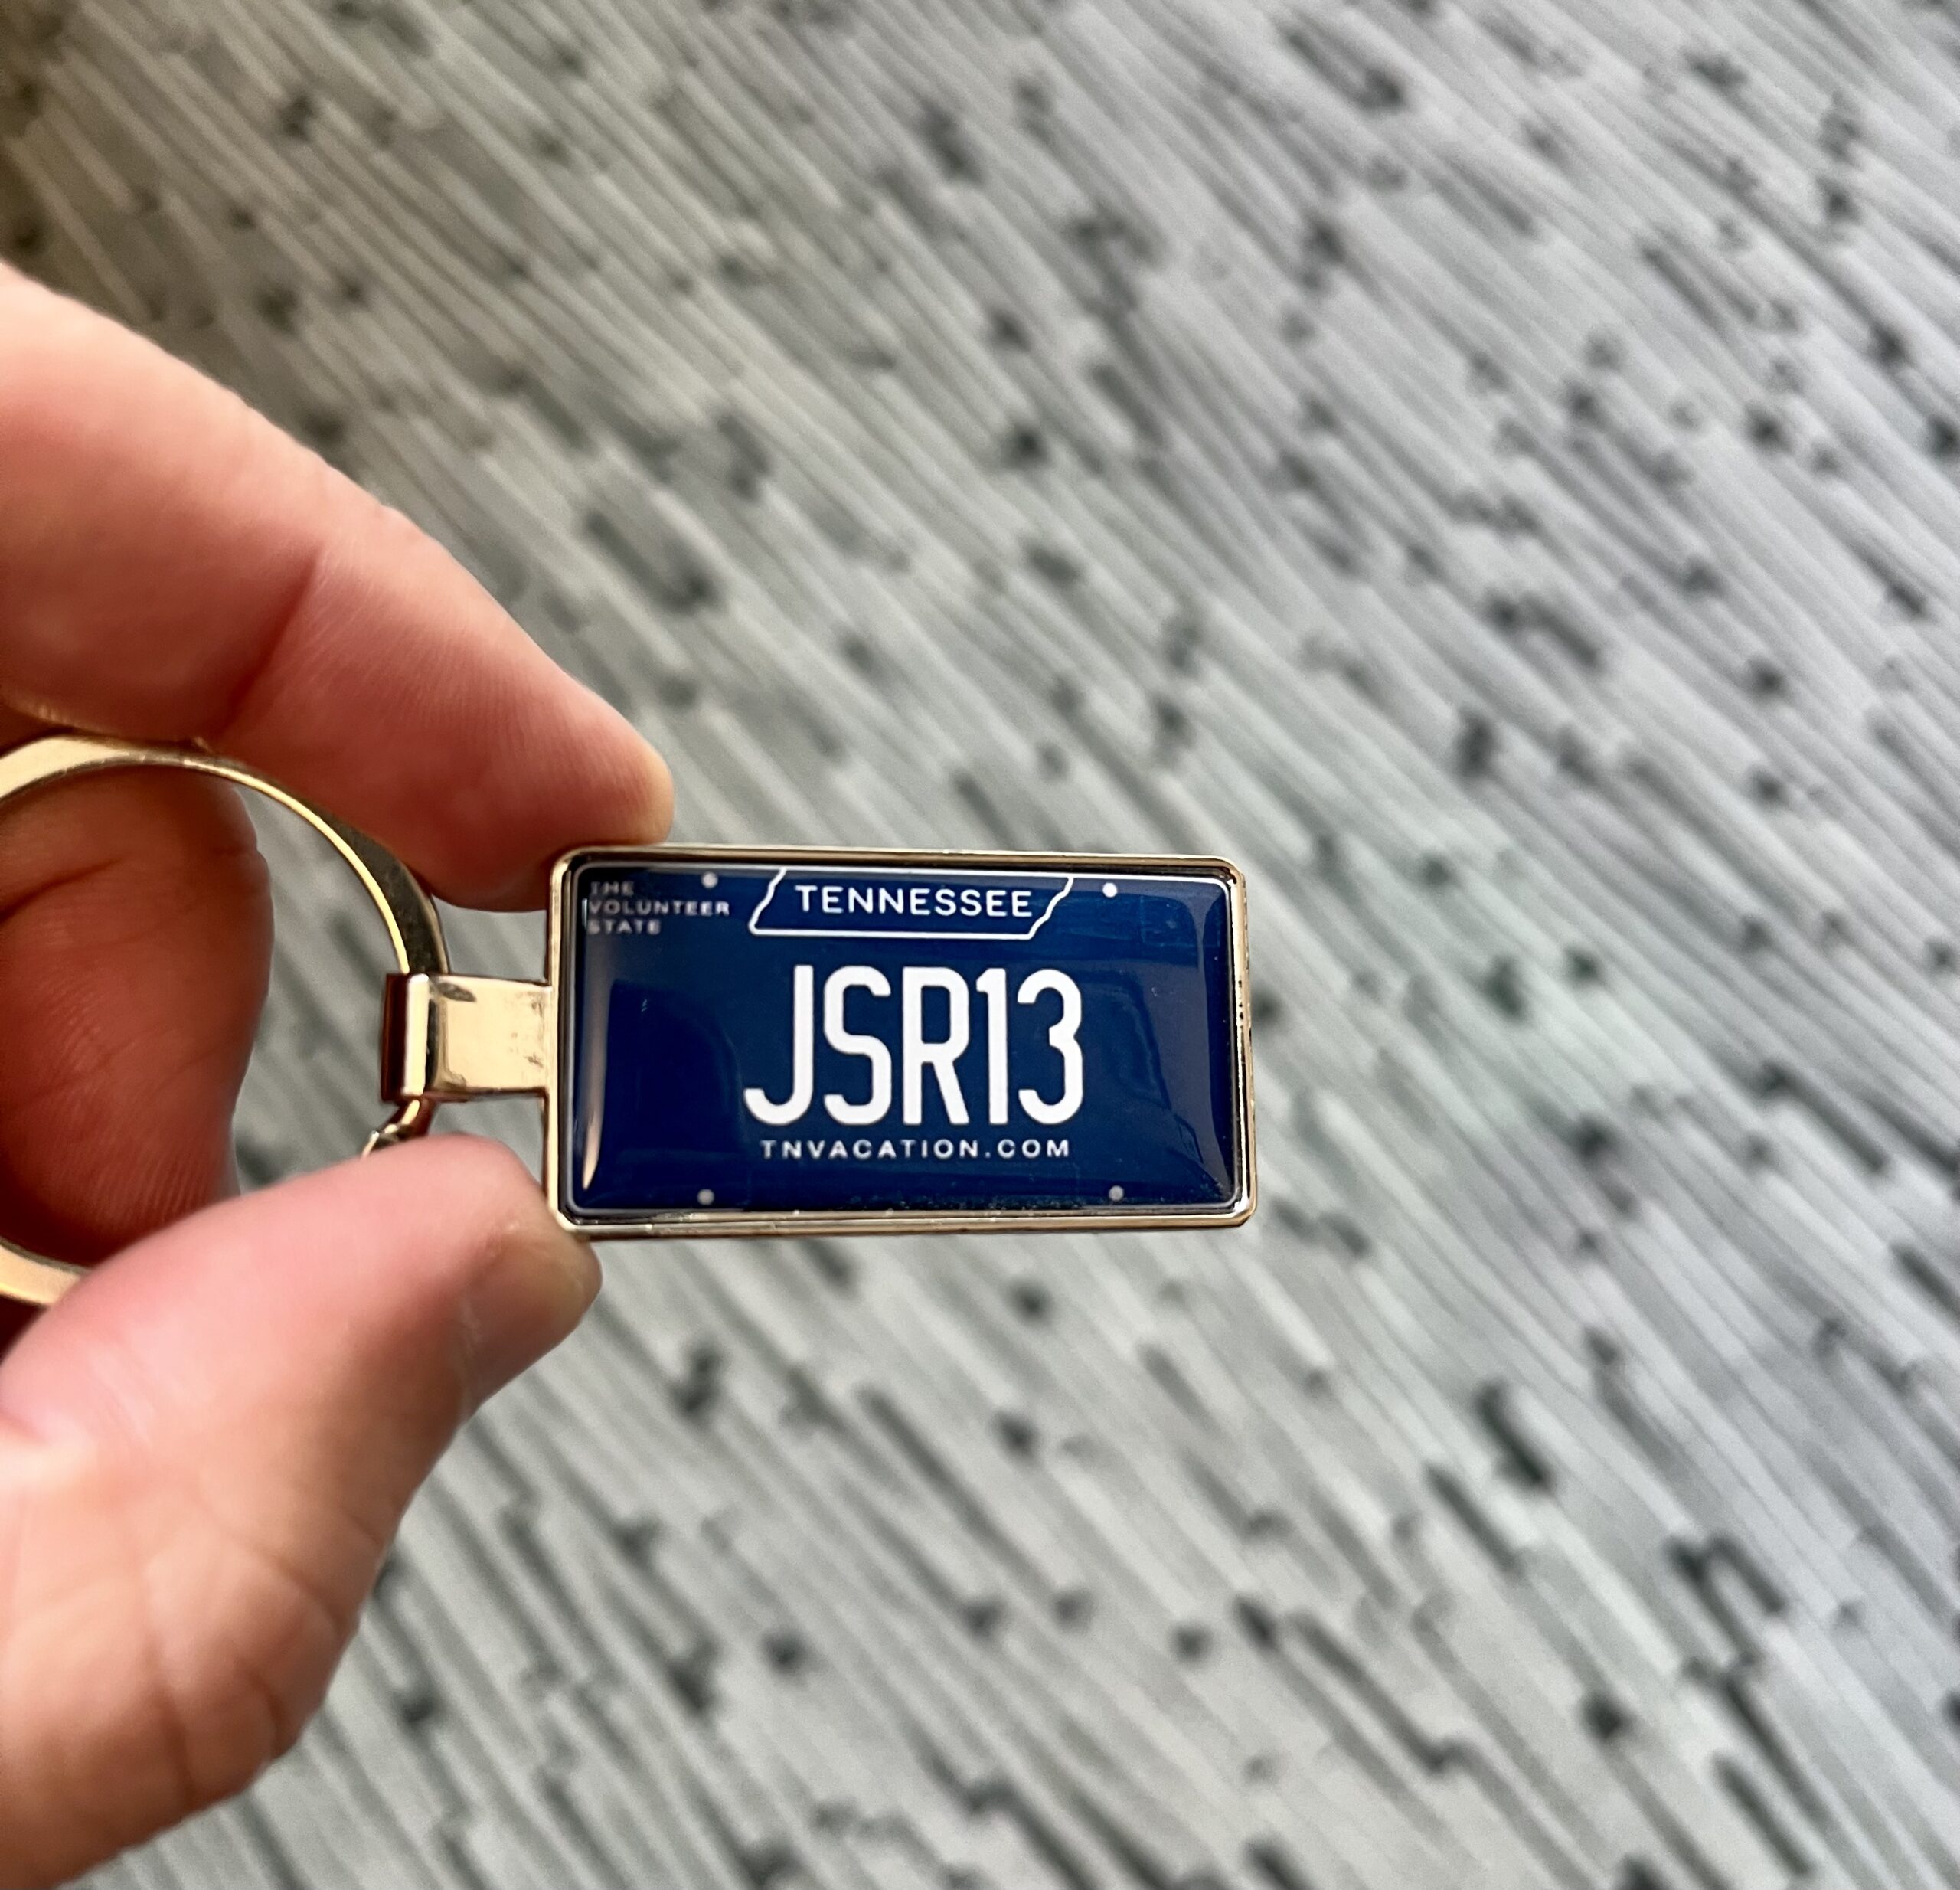 THE
VOLUNTEER
STATE
TENNESSEE
JSR13
TNVACATION.COM